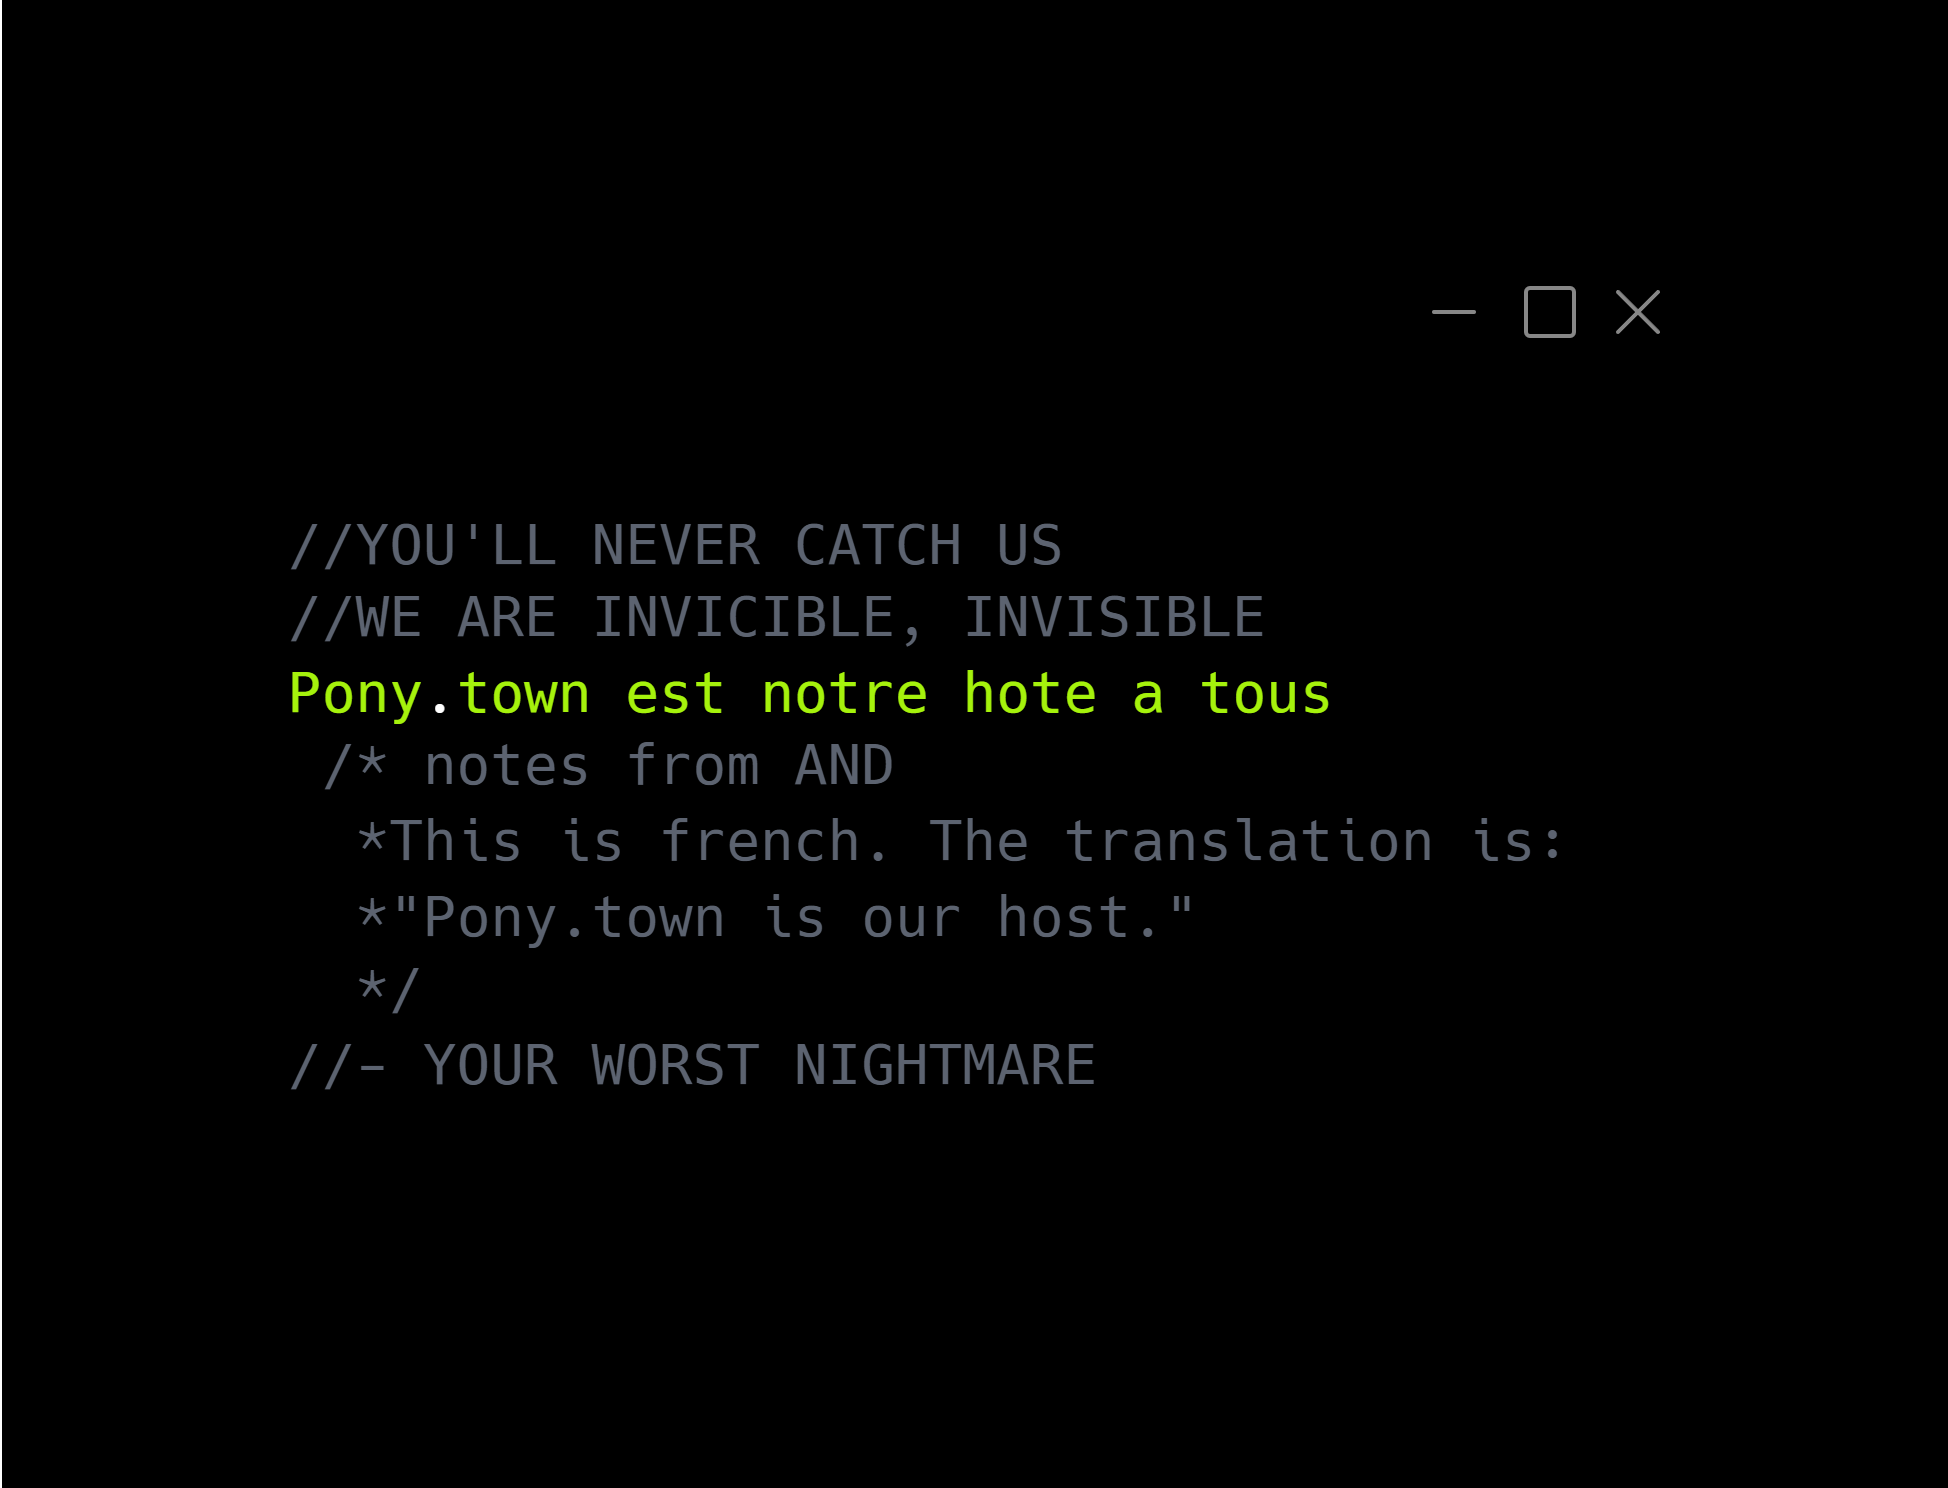 //YOU'LL NEVER CATCH US
//WE ARE INVICIBLE, INVISIBLE
Pony.town est notre hote a tous
/* notes from AND
*This is french. The translation is:
*"Pony.town is our host."
*/
//- YOUR WORST NIGHTMARE